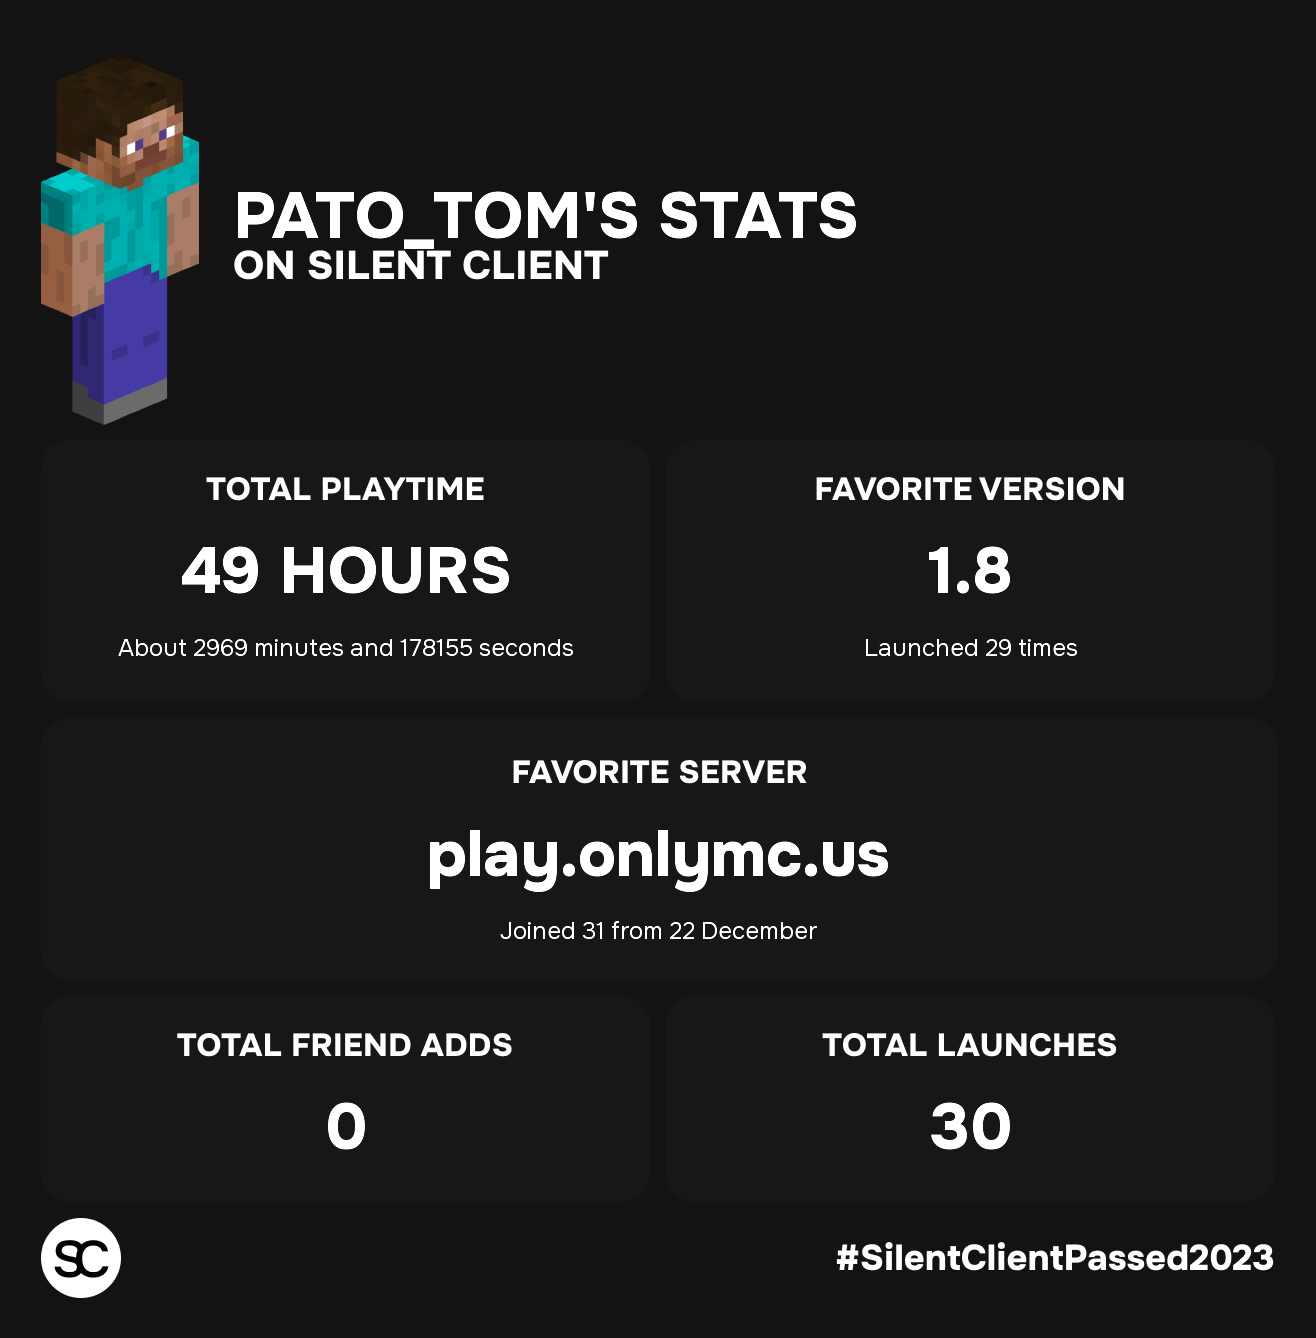 PATO_TOM'S STATS
ON SILENT CLIENT
TOTAL PLAYTIME
49 HOURS
About 2969 minutes and 178155 seconds
FAVORITE VERSION
1.8
Launched 29 times
FAVORITE SERVER
play.onlymc.us
Joined 31 from 22 December
TOTAL FRIEND ADDS
0
TOTAL LAUNCHES
30
SC
#SilentClientPassed2023